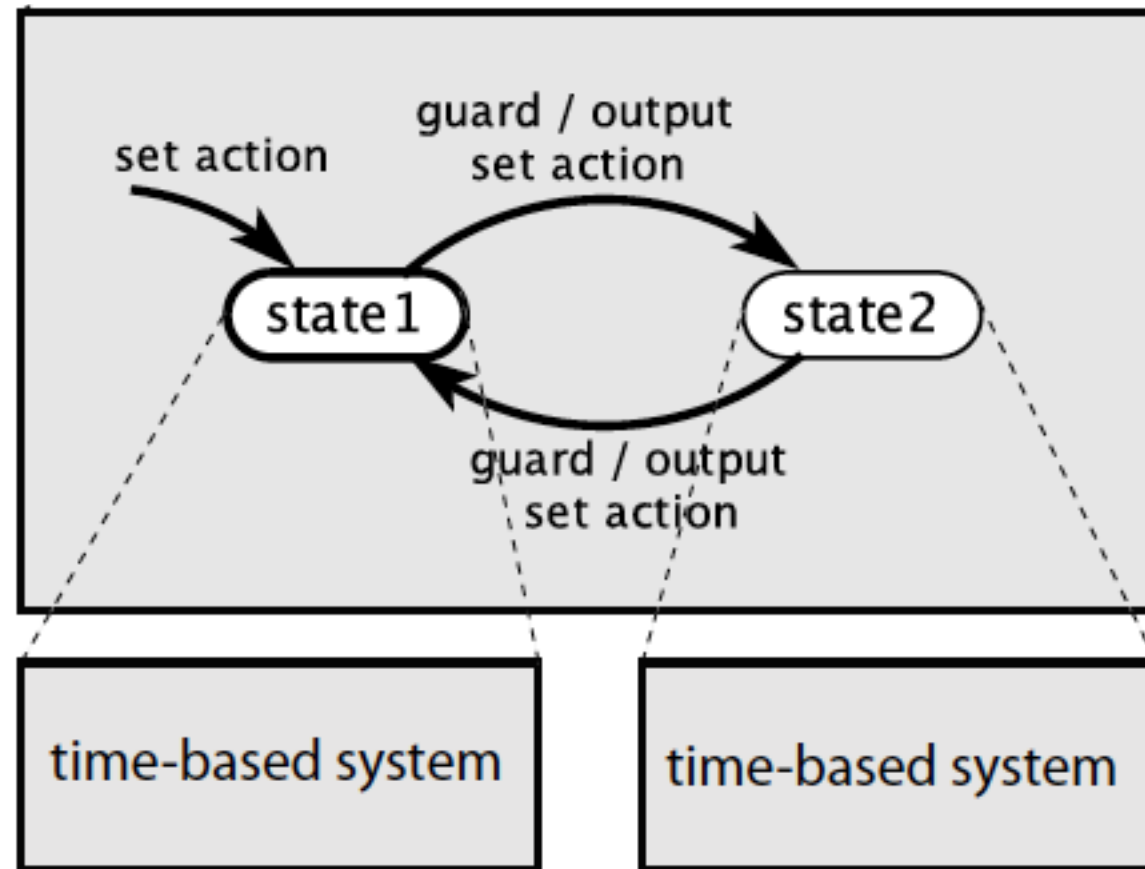 guard / output
set action
set action
state1
state2
guard / output
set action
time-based system
time-based system